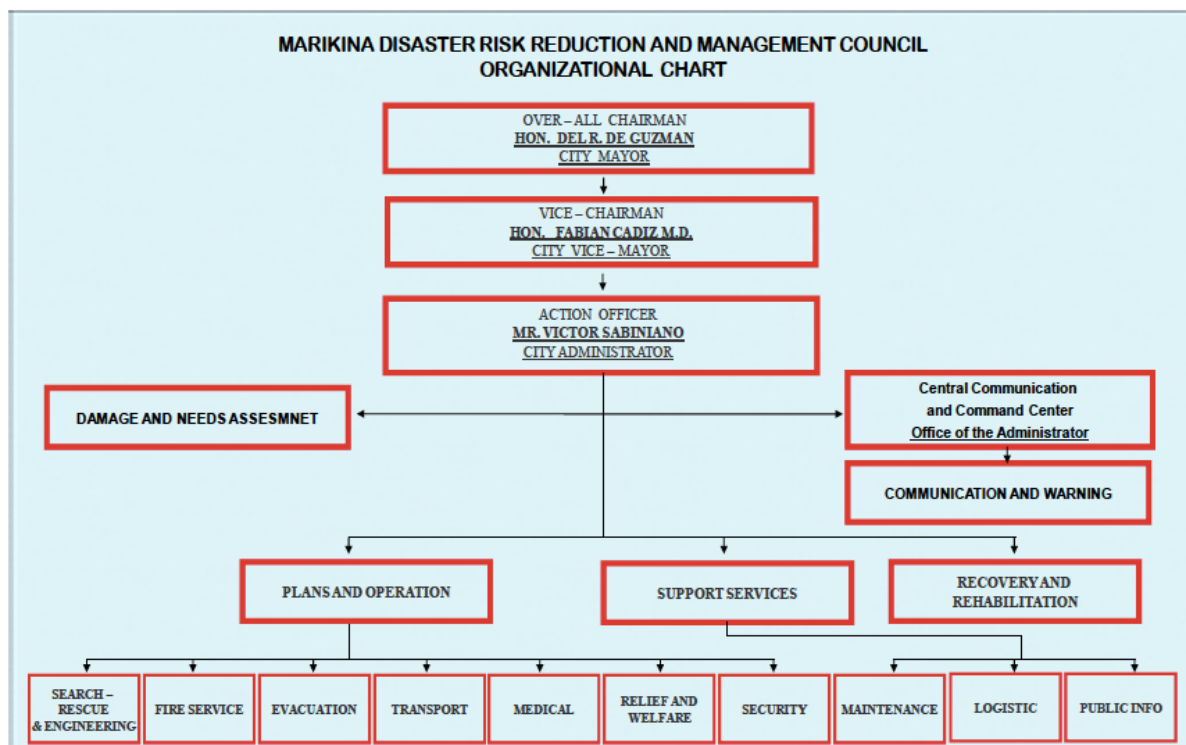 MARIKINA DISASTER RISK REDUCTION AND MANAGEMENT COUNCIL
ORGANIZATIONAL CHART
OVER – ALL CHAIRMAN
HON. DEL R. DE GUZMAN
CITY MAYOR
VICE – CHAIRMAN
HON. FABIAN CADIZ M.D.
CITY VICE – MAYOR
ACTION OFFICER
MR. VICTOR SABINIANO
CITY ADMINISTRATOR
DAMAGE AND NEEDS ASSESMNET
Central Communication
and Command Center
Office of the Administrator
COMMUNICATION AND WARNING
PLANS AND OPERATION
SUPPORT SERVICES
RECOVERY AND
REHABILITATION
SEARCH –
RESCUE
& ENGINEERING
FIRE SERVICE
EVACUATION
TRANSPORT
MEDICAL
RELIEF AND
WELFARE
SECURITY
MAINTENANCE
LOGISTIC
PUBLIC INFO